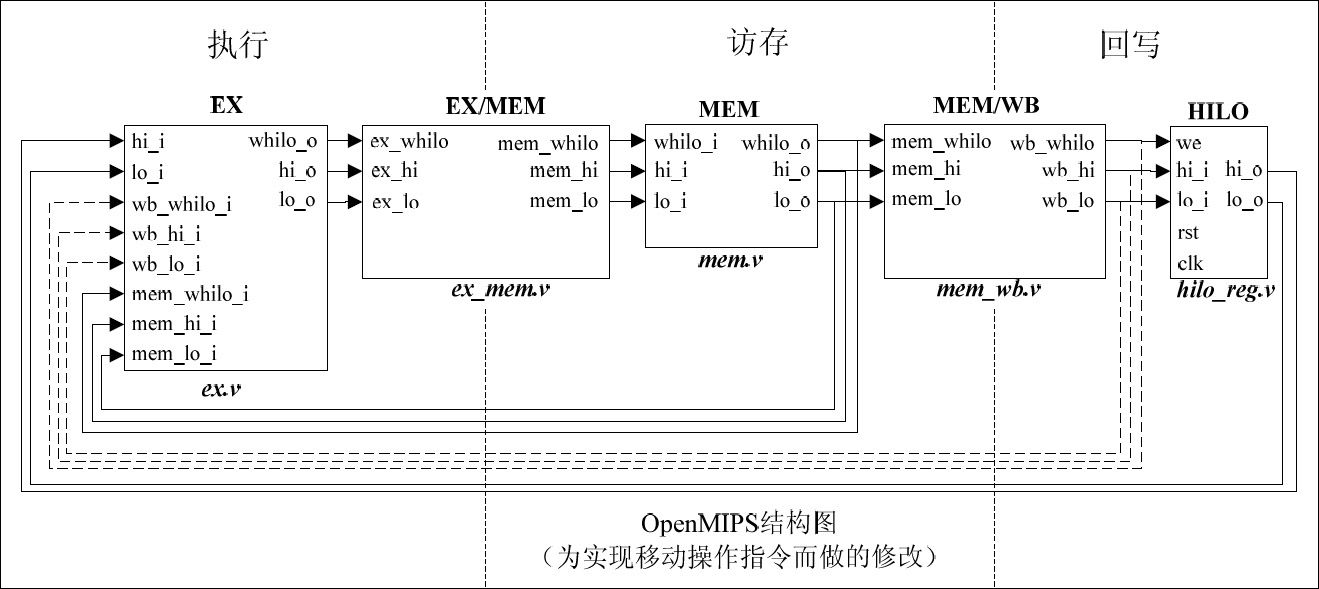 执行
访存
回写
EX
EX/MEM
MEM
MEM/WB
HILO
hi_i
whilo_o
lo_i
hi_o
wb_whilo_i
lo_o
wb_hi_i
wb_lo_i
mem_whilo_i
mem_hi_i
mem_lo_i
ex.v
ex_whilo
mem_whilo
ex_hi
mem_hi
ex_lo
mem_lo
ex_mem.v
whilo_i
whilo_o
hi_i
hi_o
lo_i
lo_o
mem.v
mem_whilo
wb_whilo
mem_hi
wb_hi
mem_lo
wb_lo
mem_wb.v
we
hi_i
hi_o
lo_i
lo_o
rst
clk
hilo_reg.v
OpenMIPS结构图
（为实现移动操作指令而做的修改）